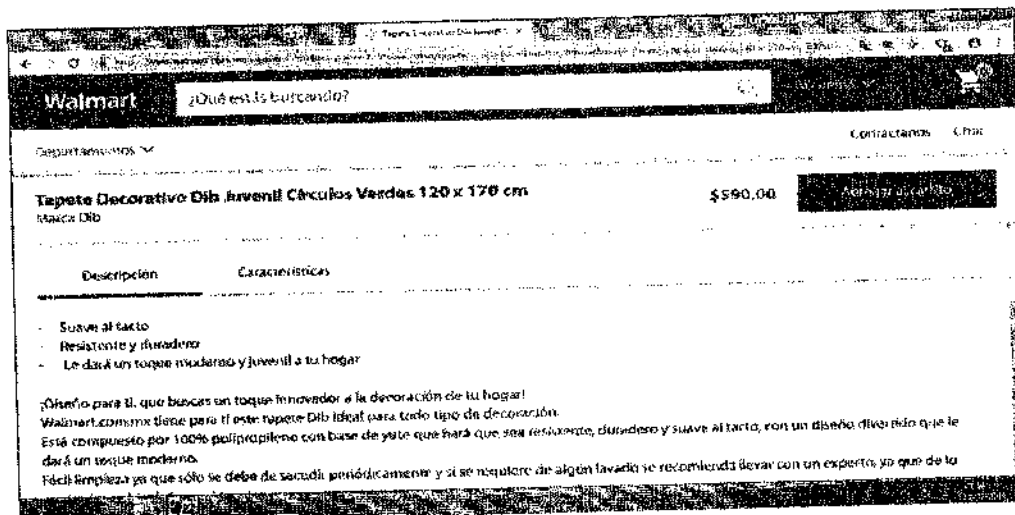 Walmart
¿Qué estás buscando?
Departamentos
Contáctanos Chat
Tapete Decorativo Dib Juvenil Círculos Verdes 120 x 170 cm
$590.00
Marca Dib
Descripción Características
- Suave al tacto
- Resistente y duradero
- Le dará un toque moderno y juvenil a tu hogar
¡Diseño para ti, que buscas un toque innovador a la decoración de tu hogar!
Walmart.com.mx tiene para ti este tapete Dib ideal para todo tipo de decoración.
Está compuesto por 100% polipropileno con base de yute que hará que sea resistente, duradero y suave al tacto, con un diseño divertido que le
dará un toque moderno.
Fácil limpieza ya que sólo se debe de sacudir periódicamente y si se requiere de algún lavado se recomienda llevar con un experto, ya que de lo